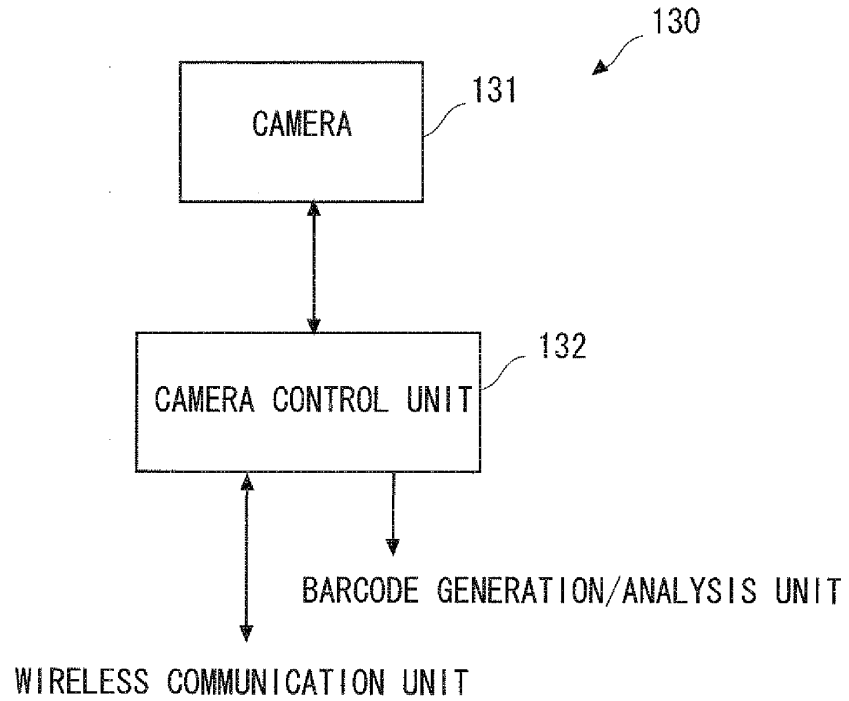 130
131
CAMERA
132
CAMERA CONTROL UNIT
BARCODE GENERATION/ANALYSIS UNIT
WIRELESS COMMUNICATION UNIT